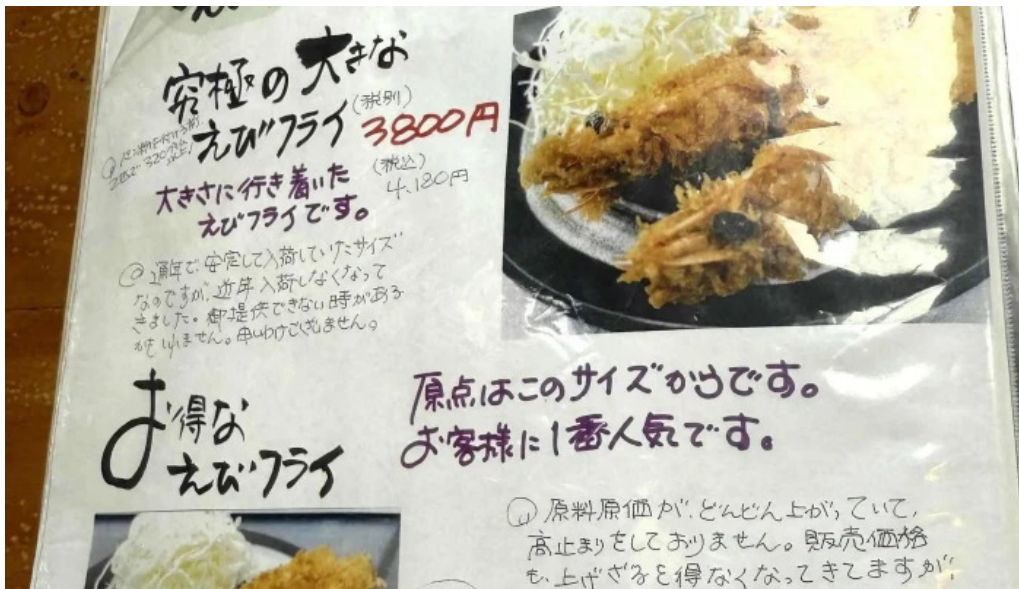 究極の大きな
えびフライ
(税別)
3800円
(税込)
4,180円
大きさに行き着いた
えびフライです。
通年で、安定して入荷していたサイズ
なのですが、近年入荷しなくなって
きました。御提供できない時がある
かもしれません。申しわけございません。
お得な
えびフライ
原点はこのサイズからです。
お客様に1番人気です。
原料原価が、どんどん上がっていて、
高止まりをしておりません。販売価格
も、上げざるを得なくなってきてますが、